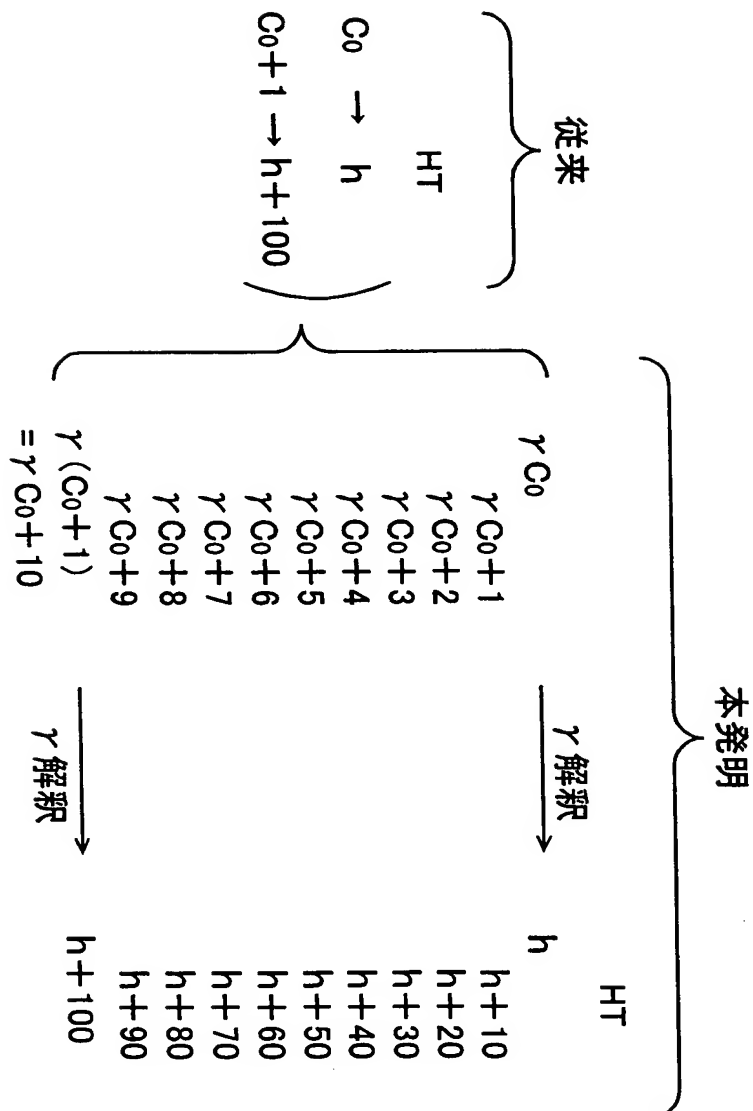 従来
HT
C0 → h
C0+1 → h+100
本発明
HT
γC0
γ解釈
h
γC0+1
h+10
γC0+2
h+20
γC0+3
h+30
γC0+4
h+40
γC0+5
h+50
γC0+6
h+60
γC0+7
h+70
γC0+8
h+80
γC0+9
h+90
γ(C0+1)
=γC0+10
γ解釈
h+100